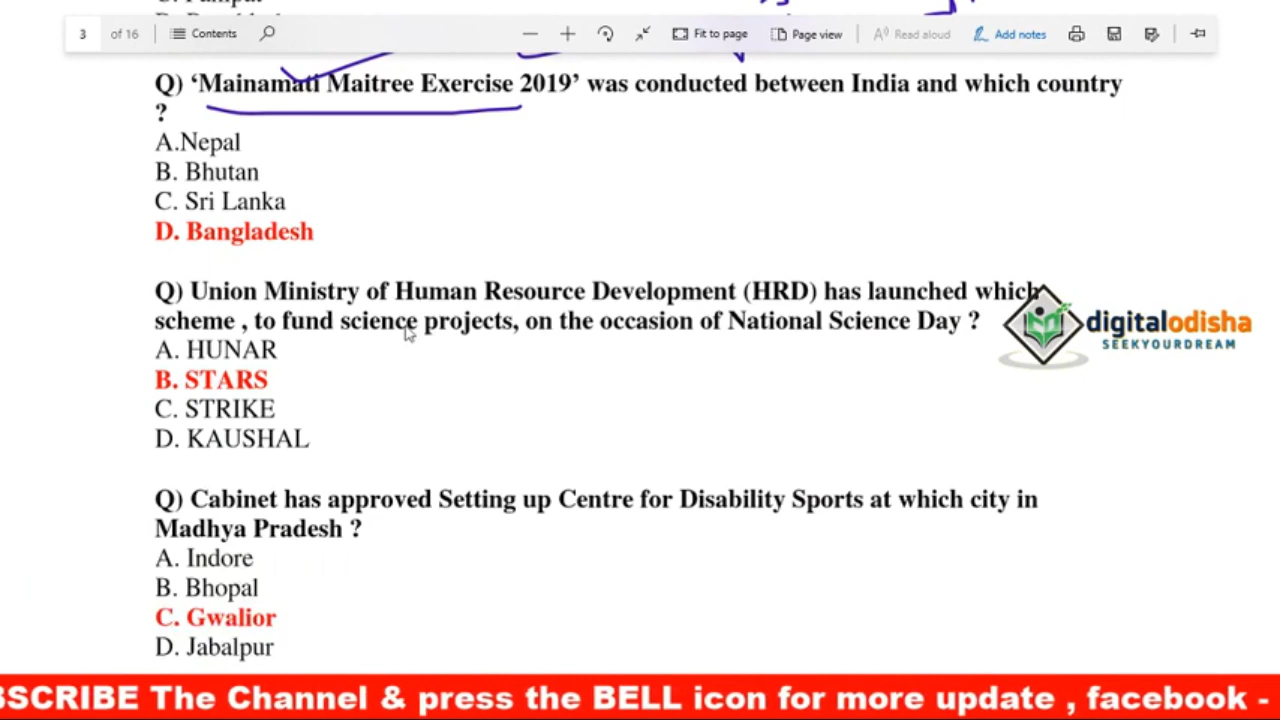 3 of 16 Contents Fit to page Page view Read aloud Add notes
Q) ‘Mainamati Maitree Exercise 2019’ was conducted between India and which country
?
A.Nepal
B. Bhutan
C. Sri Lanka
D. Bangladesh
Q) Union Ministry of Human Resource Development (HRD) has launched which
scheme , to fund science projects, on the occasion of National Science Day ?
A. HUNAR
B. STARS
C. STRIKE
D. KAUSHAL
digitalodisha
SEEKYOURDREAM
Q) Cabinet has approved Setting up Centre for Disability Sports at which city in
Madhya Pradesh ?
A. Indore
B. Bhopal
C. Gwalior
D. Jabalpur
The Channel & press the BELL icon for more update , facebook -